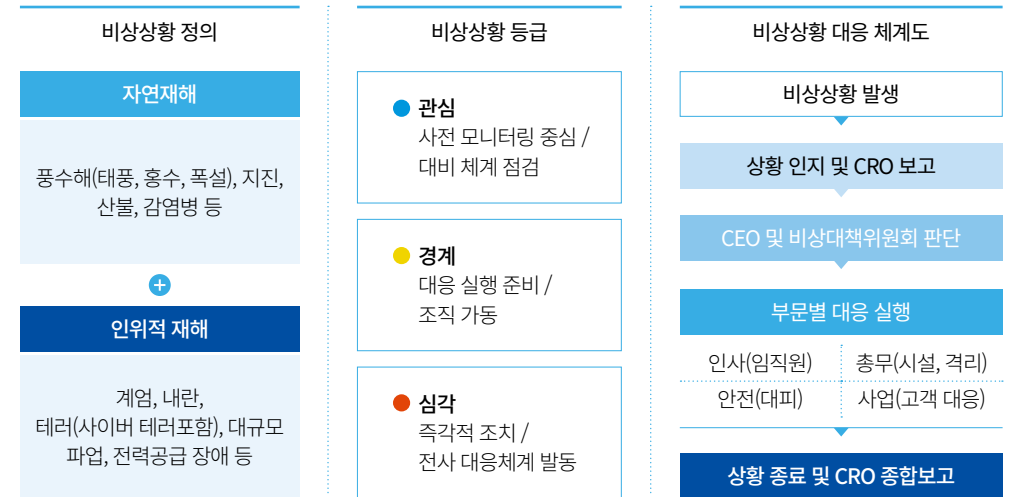 비상상황 정의
자연재해
풍수해(태풍, 홍수, 폭설), 지진,
산불, 감염병 등
인위적 재해
계엄, 내란,
테러(사이버 테러포함), 대규모
파업, 전력공급 장애 등
비상상황 등급
관심
사전 모니터링 중심 /
대비 체계 점검
경계
대응 실행 준비 /
조직 가동
심각
즉각적 조치 /
전사 대응체계 발동
비상상황 대응 체계도
비상상황 발생
상황 인지 및 CRO 보고
CEO 및 비상대책위원회 판단
부문별 대응 실행
인사(임직원) 총무(시설, 격리)
안전(대피) 사업(고객 대응)
상황 종료 및 CRO 종합보고